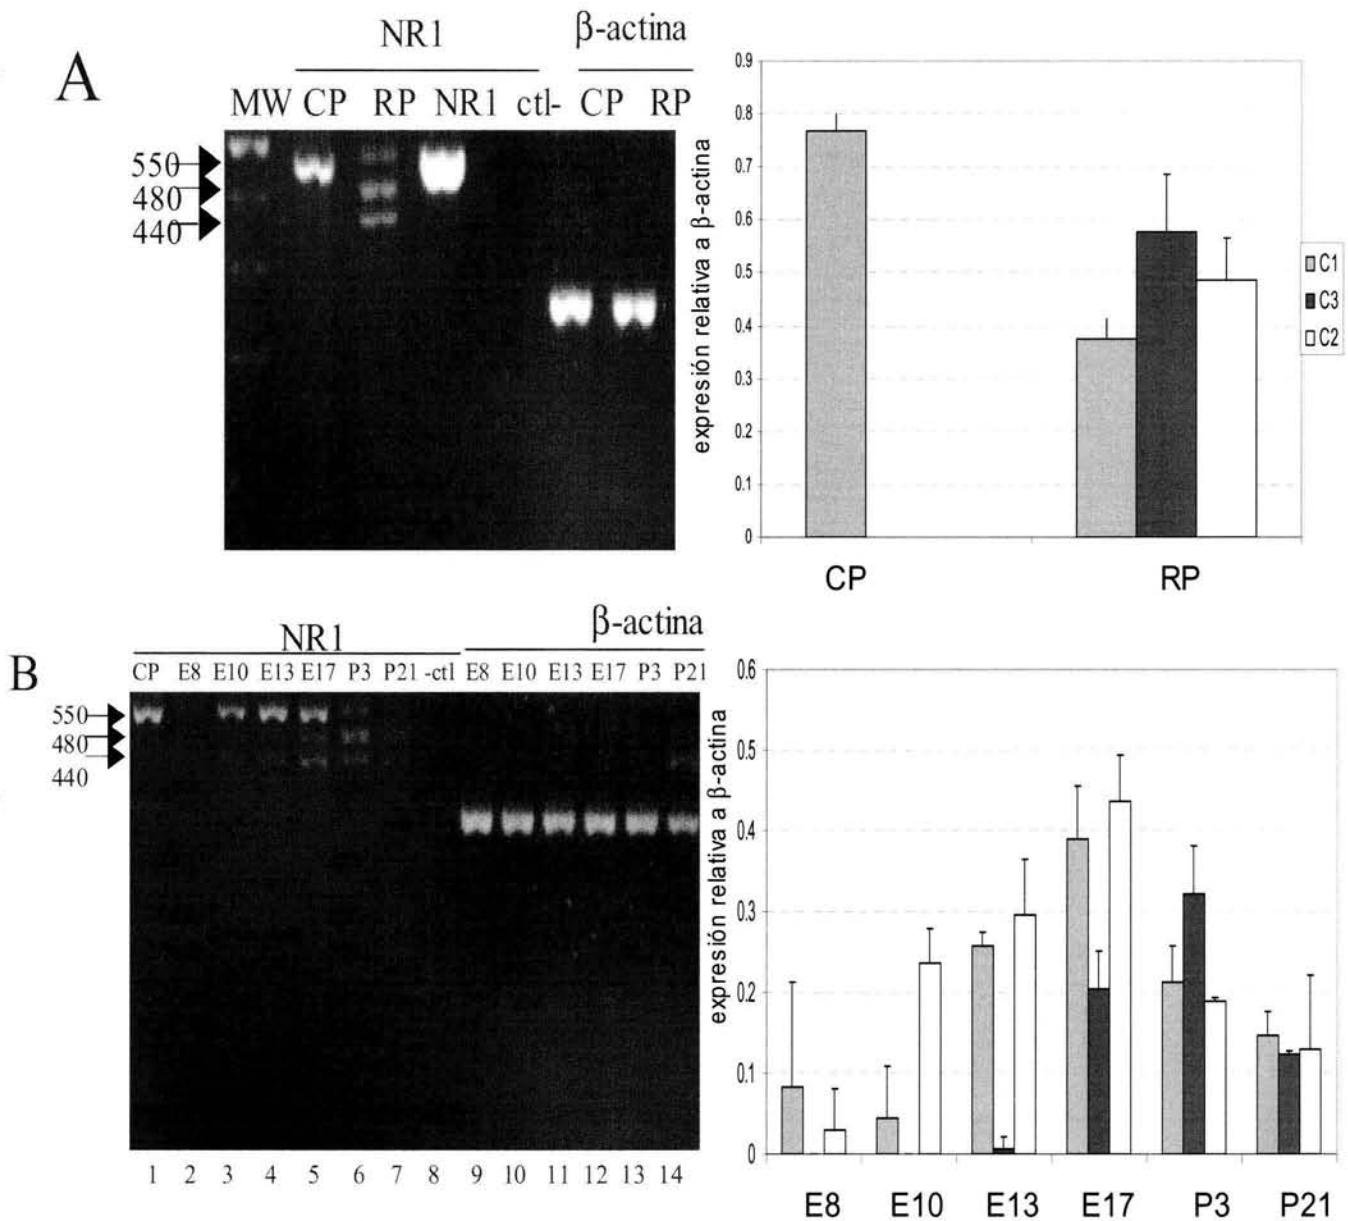 A
NR1
β-actina
MW CP RP NR1 ctl- CP RP
550
480
440
expresión relativa a β-actina
0.9
0.8
0.7
0.6
0.5
0.4
0.3
0.2
0.1
0
CP RP
C1
C3
C2
B
NR1
β-actina
CP E8 E10 E13 E17 P3 P21 -ctl E8 E10 E13 E17 P3 P21
550
480
440
1 2 3 4 5 6 7 8 9 10 11 12 13 14
expresión relativa a β-actina
0.6
0.5
0.4
0.3
0.2
0.1
0
E8 E10 E13 E17 P3 P21